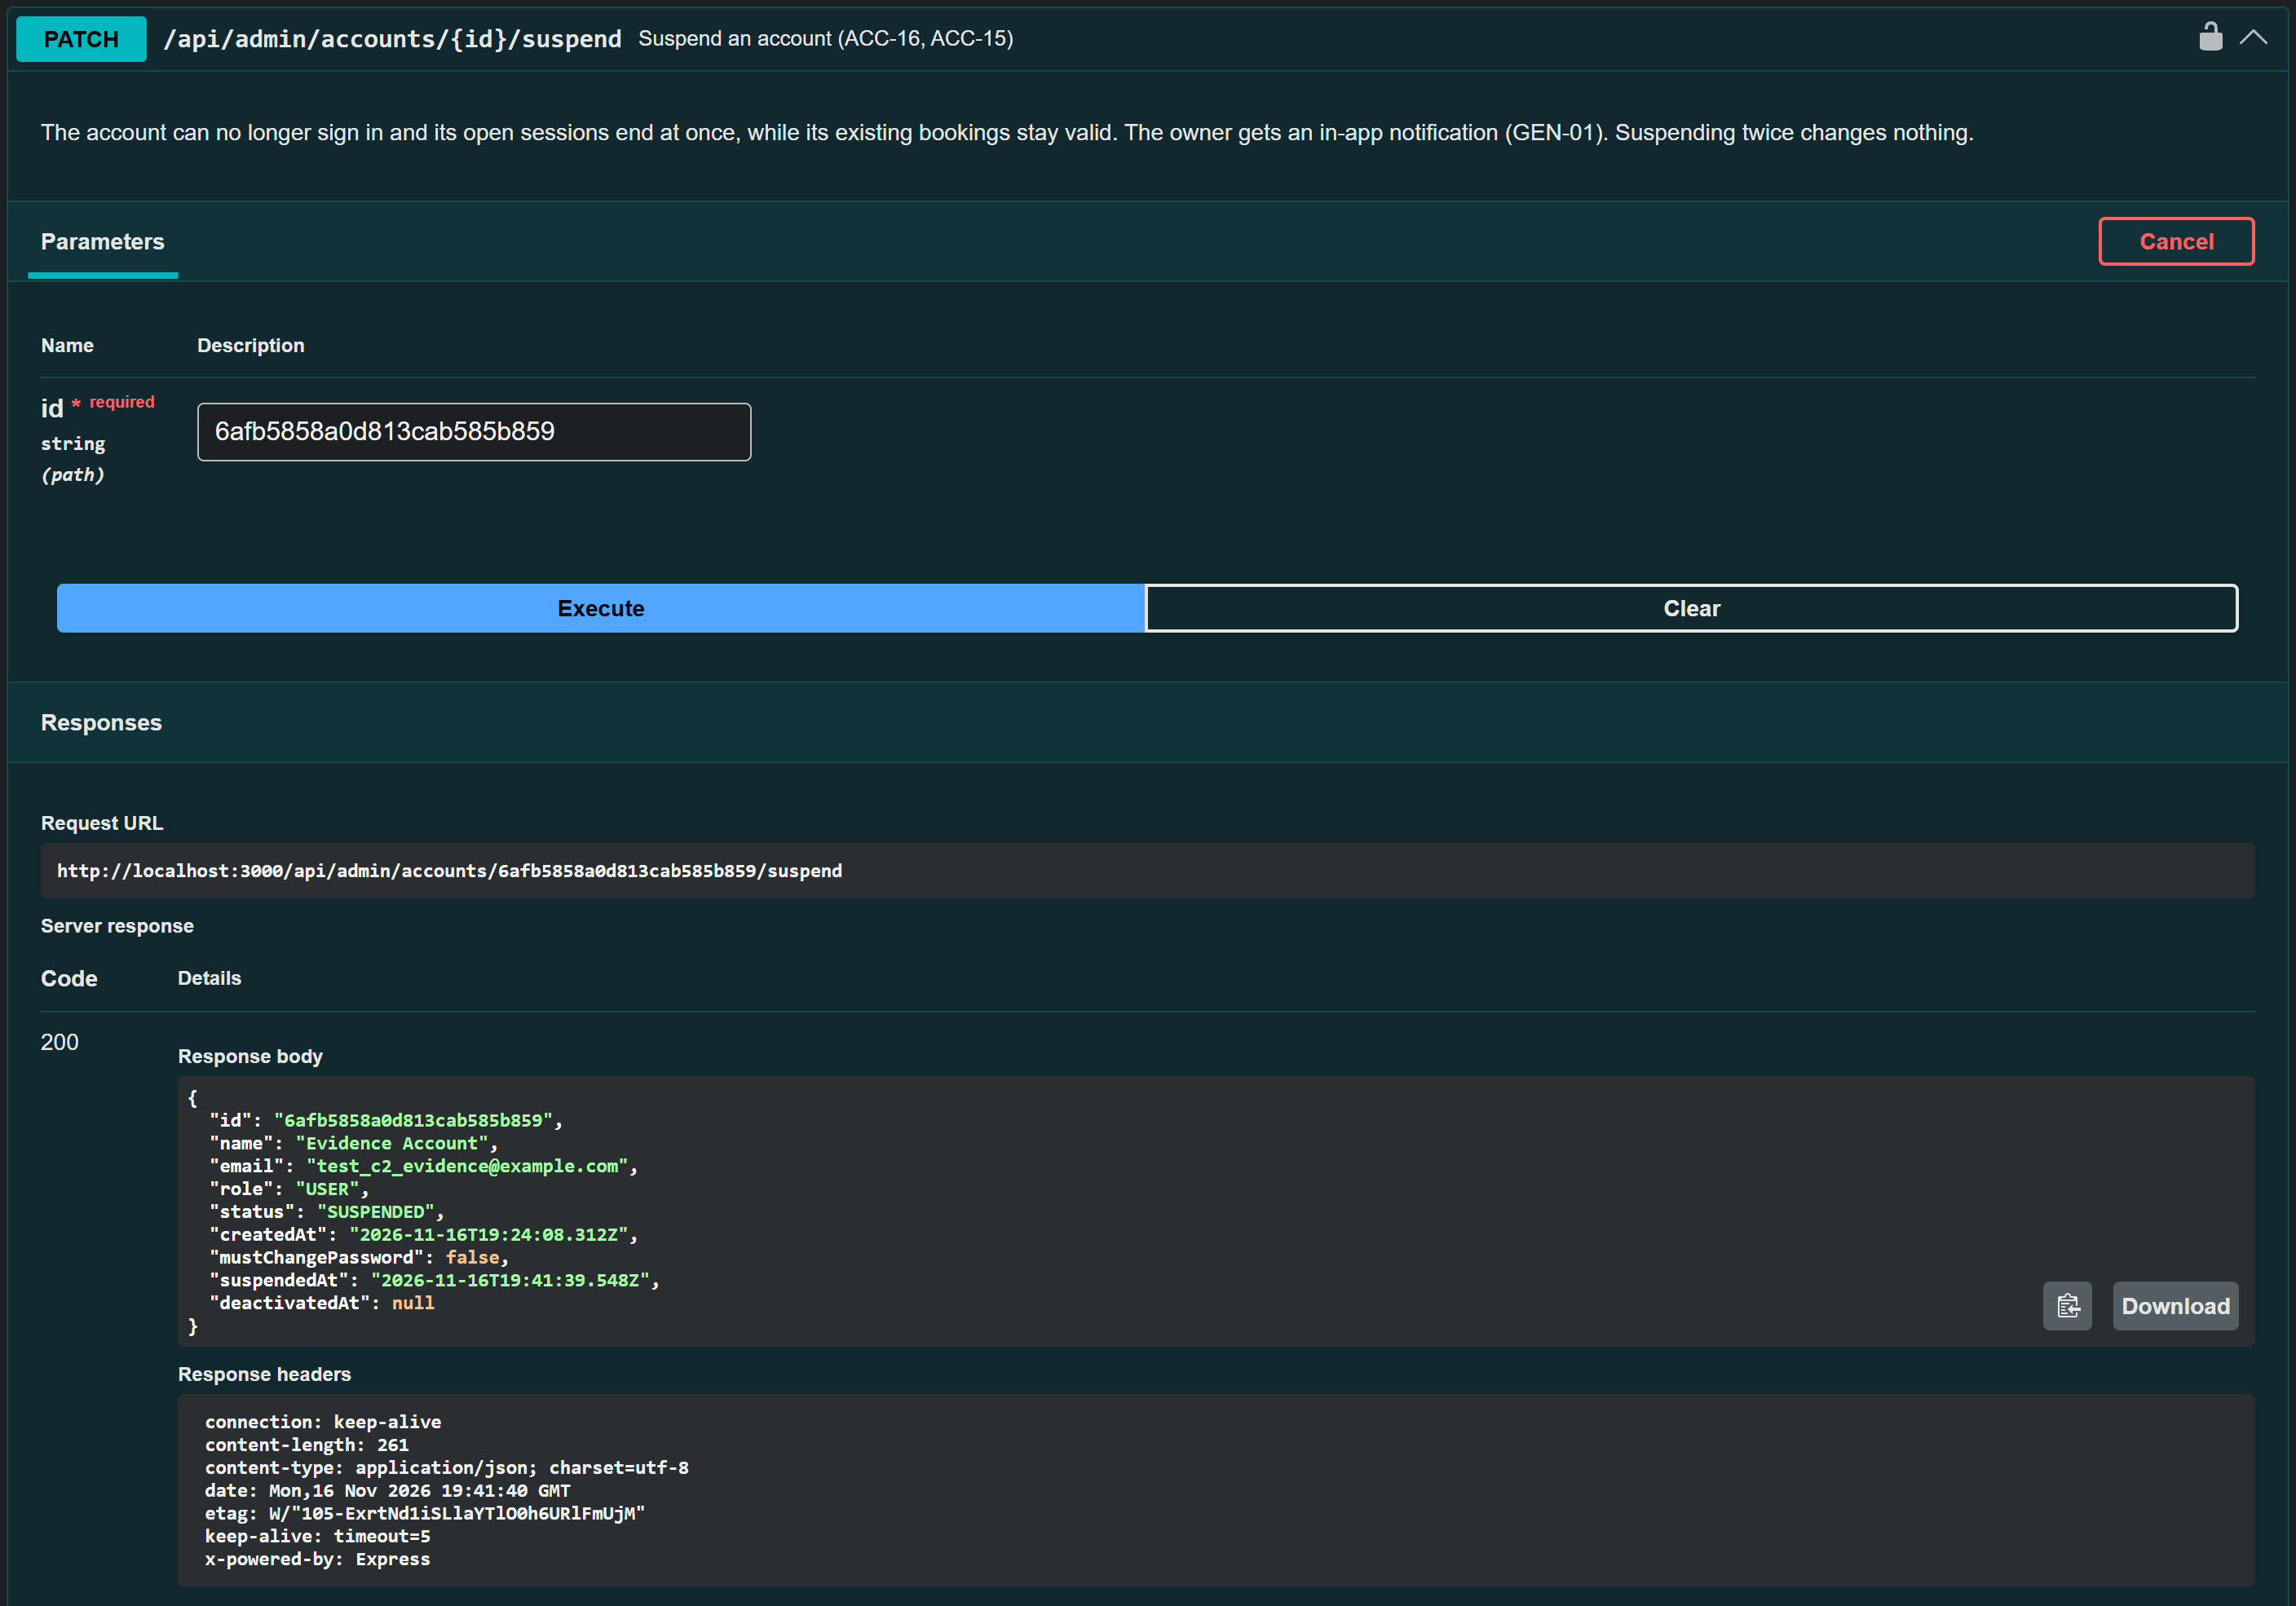 PATCH /api/admin/accounts/{id}/suspend Suspend an account (ACC-16, ACC-15)
The account can no longer sign in and its open sessions end at once, while its existing bookings stay valid. The owner gets an in-app notification (GEN-01). Suspending twice changes nothing.
Parameters
Cancel
Name Description
id * required
string
(path)
6afb5858a0d813cab585b859
Execute Clear
Responses
Request URL
http://localhost:3000/api/admin/accounts/6afb5858a0d813cab585b859/suspend
Server response
Code Details
200
Response body
{
  "id": "6afb5858a0d813cab585b859",
  "name": "Evidence Account",
  "email": "test_c2_evidence@example.com",
  "role": "USER",
  "status": "SUSPENDED",
  "createdAt": "2026-11-16T19:24:08.312Z",
  "mustChangePassword": false,
  "suspendedAt": "2026-11-16T19:41:39.548Z",
  "deactivatedAt": null
}
Download
Response headers
connection: keep-alive
content-length: 261
content-type: application/json; charset=utf-8
date: Mon,16 Nov 2026 19:41:40 GMT
etag: W/"105-ExrtNd1iSLlaYTlO0h6URlFmUjM"
keep-alive: timeout=5
x-powered-by: Express